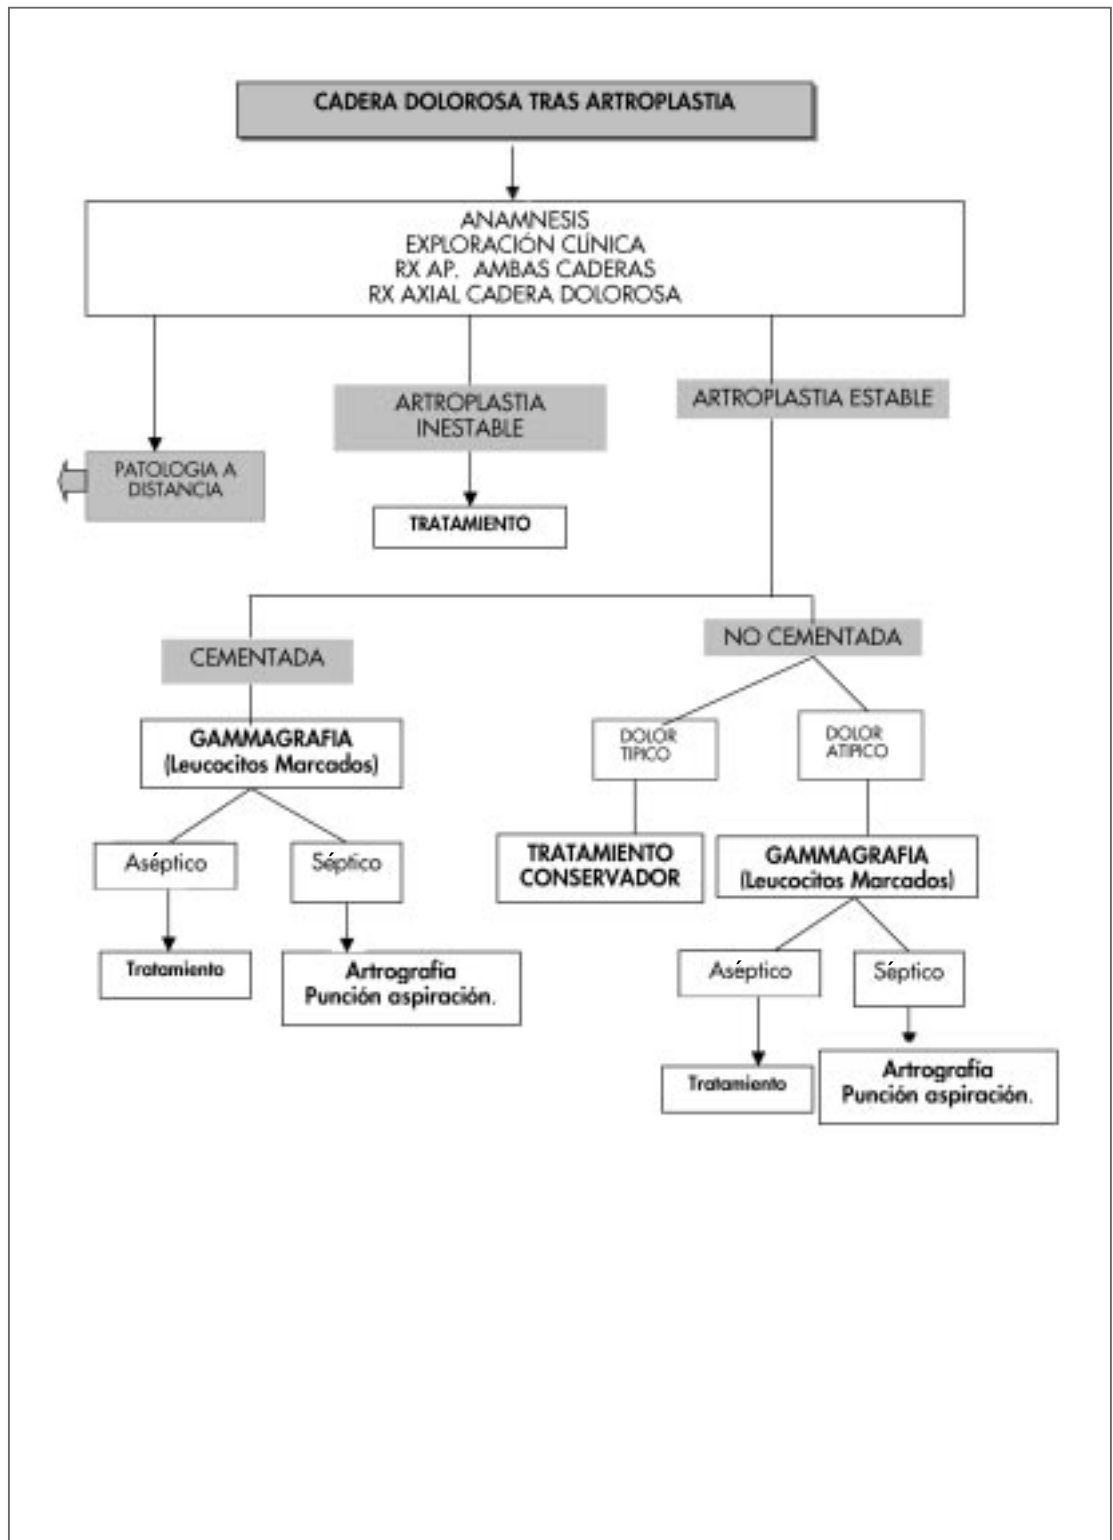 CADERA DOLOROSA TRAS ARTROPLASTIA
ANAMNESIS
EXPLORACIÓN CLÍNICA
RX AP. AMBAS CADERAS
RX AXIAL CADERA DOLOROSA
ARTROPLASTIA
INESTABLE
ARTROPLASTIA ESTABLE
PATOLOGIA A
DISTANCIA
TRATAMIENTO
CEMENTADA
NO CEMENTADA
GAMMAGRAFIA
(Leucocitos Marcados)
DOLOR
TIPICO
DOLOR
ATIPICO
Aséptico
Séptico
TRATAMIENTO
CONSERVADOR
GAMMAGRAFIA
(Leucocitos Marcados)
Tratamiento
Artrografía
Punción aspiración.
Aséptico
Séptico
Tratamiento
Artrografía
Punción aspiración.